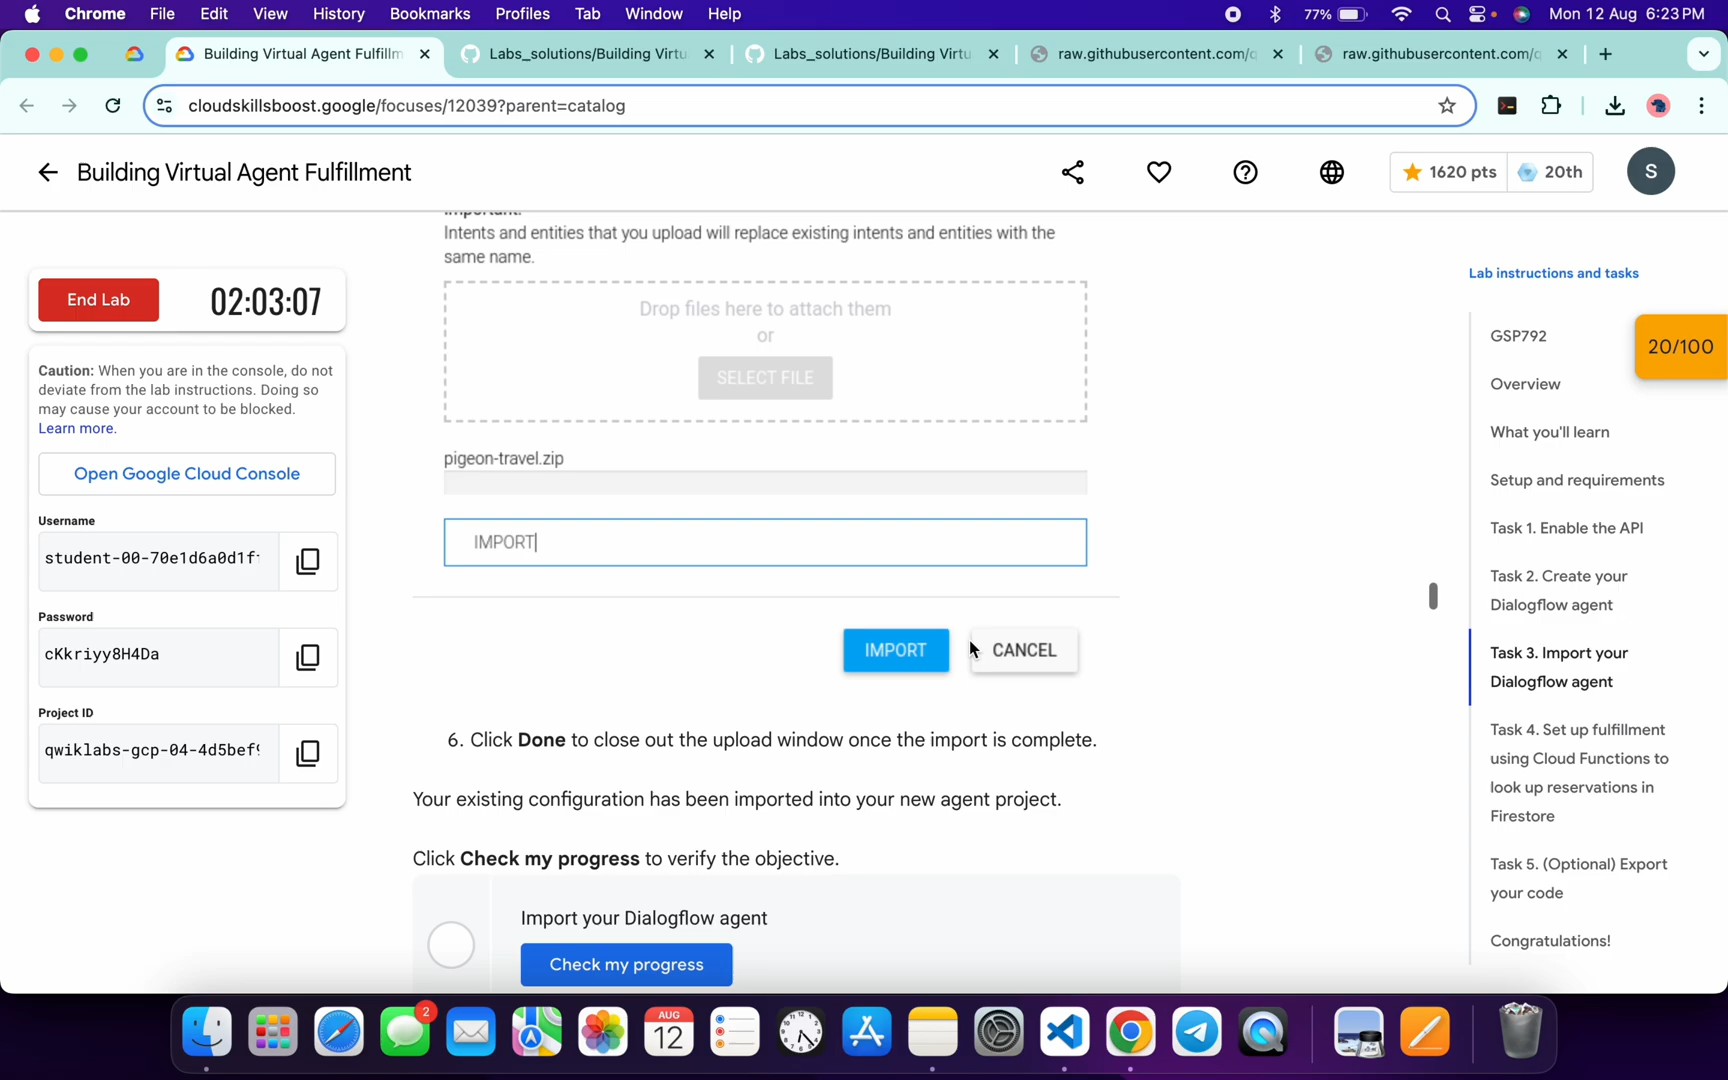 Chrome File Edit View History Bookmarks Profiles Tab Window Help 77% Mon 12 Aug 6:23 PM
Building Virtual Agent Fulfillm
Labs_solutions/Building Virtu
Labs_solutions/Building Virtu
raw.githubusercontent.com/q
raw.githubusercontent.com/q
cloudskillsboost.google/focuses/12039?parent=catalog
Building Virtual Agent Fulfillment
1620 pts
20th
S
End Lab
02:03:07
Caution: When you are in the console, do not
deviate from the lab instructions. Doing so
may cause your account to be blocked.
Learn more.
Open Google Cloud Console
Username
student-00-70e1d6a0d1f
Password
cKkriyy8H4Da
Project ID
qwiklabs-gcp-04-4d5bef
Important:
Intents and entities that you upload will replace existing intents and entities with the
same name.
Drop files here to attach them
or
SELECT FILE
pigeon-travel.zip
IMPORT
IMPORT
CANCEL
6. Click Done to close out the upload window once the import is complete.
Your existing configuration has been imported into your new agent project.
Click Check my progress to verify the objective.
Import your Dialogflow agent
Check my progress
Lab instructions and tasks
GSP792
20/100
Overview
What you'll learn
Setup and requirements
Task 1. Enable the API
Task 2. Create your
Dialogflow agent
Task 3. Import your
Dialogflow agent
Task 4. Set up fulfillment
using Cloud Functions to
look up reservations in
Firestore
Task 5. (Optional) Export
your code
Congratulations!
2
AUG
12